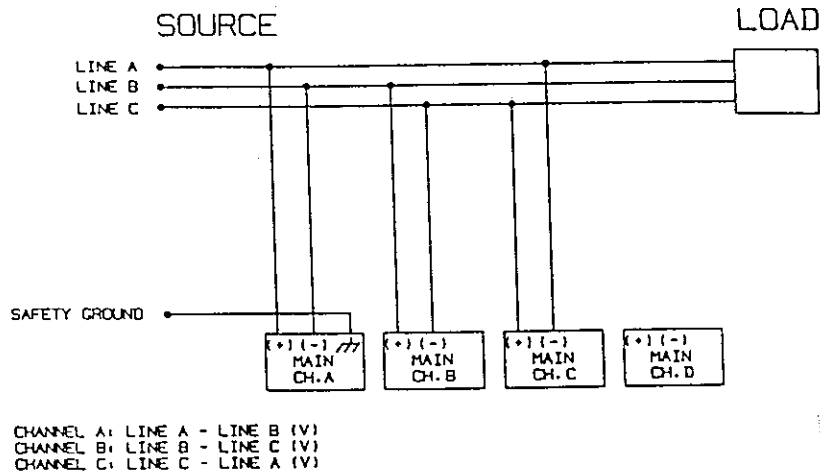 SOURCE
LOAD
LINE A
LINE B
LINE C
SAFETY GROUND
(+) (-)
MAIN
CH. A
(+) (-)
MAIN
CH. B
(+) (-)
MAIN
CH. C
(+) (-)
MAIN
CH. D
CHANNEL A: LINE A - LINE B (V)
CHANNEL B: LINE B - LINE C (V)
CHANNEL C: LINE C - LINE A (V)